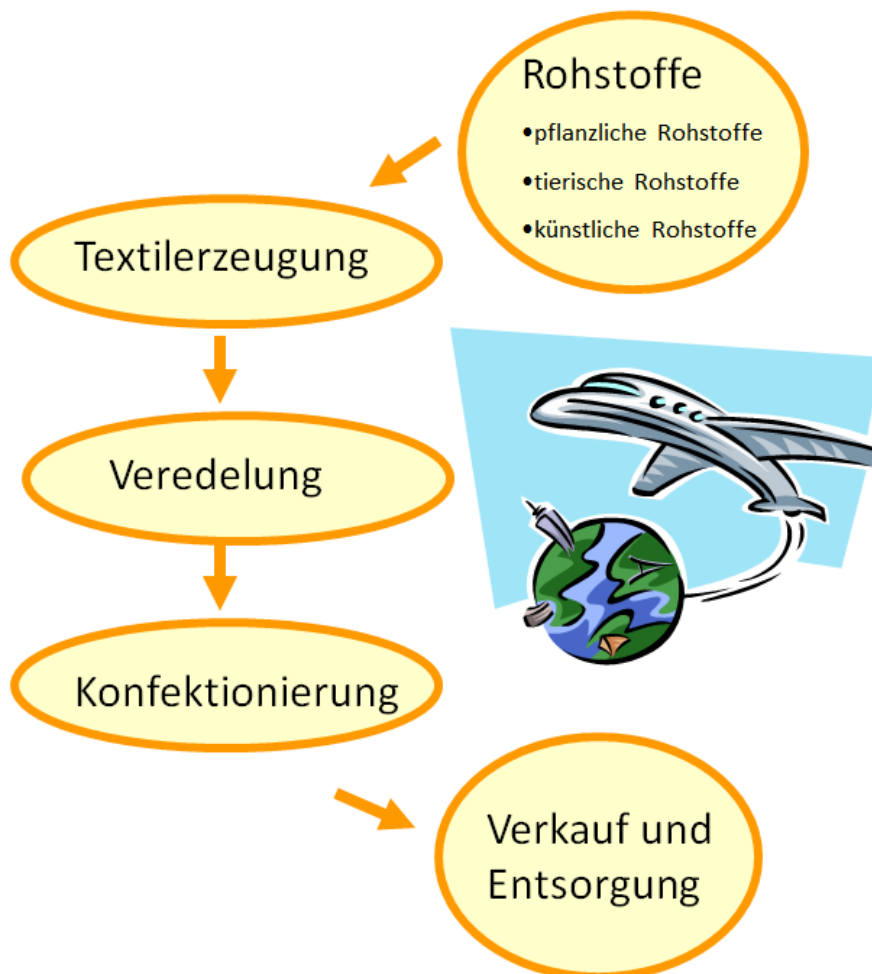 Rohstoffe
•pflanzliche Rohstoffe
•tierische Rohstoffe
•künstliche Rohstoffe
Textilerzeugung
Veredelung
Konfektionierung
Verkauf und
Entsorgung